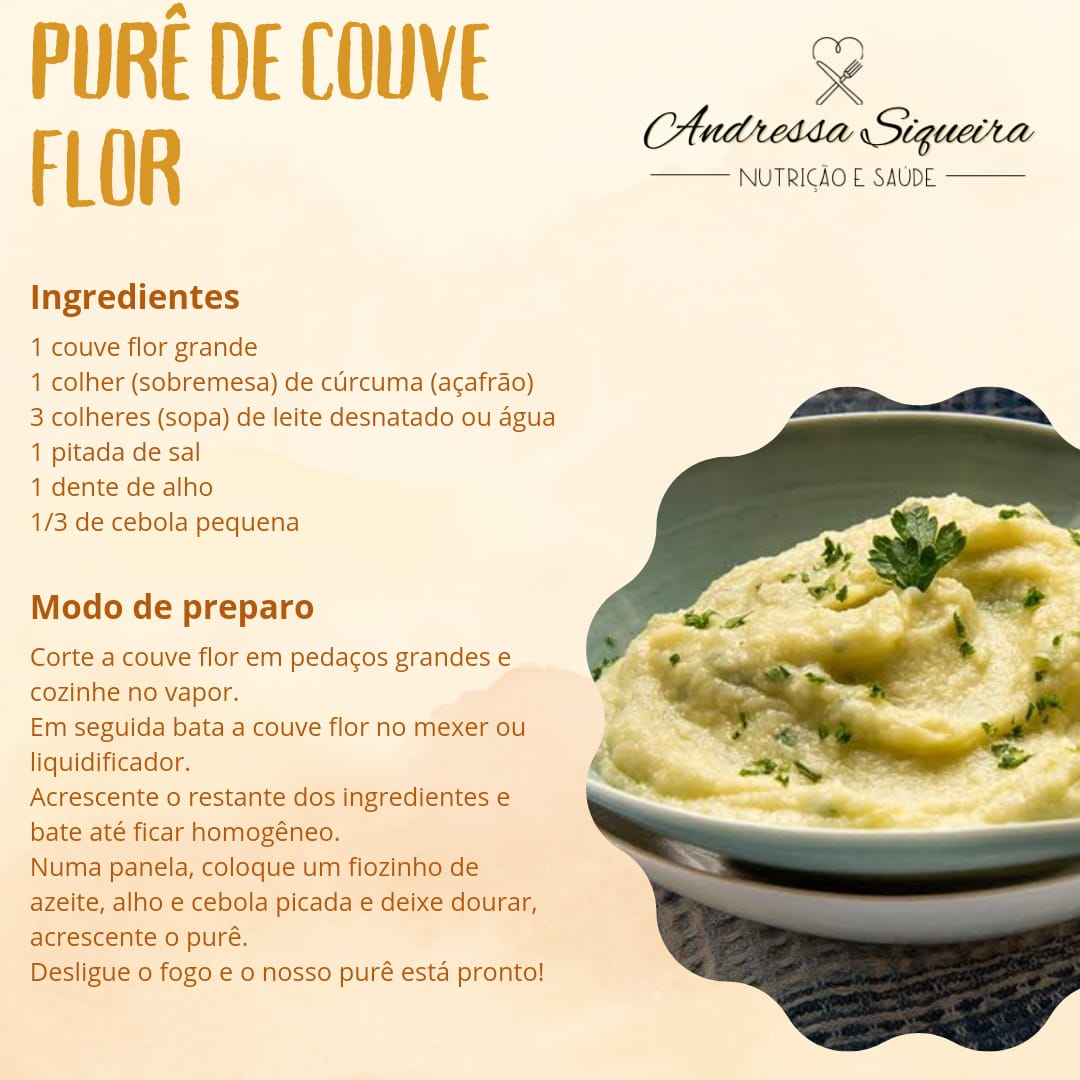 PURÊ DE COUVE
FLOR
Andressa Siqueira
NUTRIÇÃO E SAÚDE
Ingredientes
1 couve flor grande
1 colher (sobremesa) de cúrcuma (açafrão)
3 colheres (sopa) de leite desnatado ou água
1 pitada de sal
1 dente de alho
1/3 de cebola pequena
Modo de preparo
Corte a couve flor em pedaços grandes e
cozinhe no vapor.
Em seguida bata a couve flor no mexer ou
liquidificador.
Acrescente o restante dos ingredientes e
bate até ficar homogêneo.
Numa panela, coloque um fiozinho de
azeite, alho e cebola picada e deixe dourar,
acrescente o purê.
Desligue o fogo e o nosso purê está pronto!